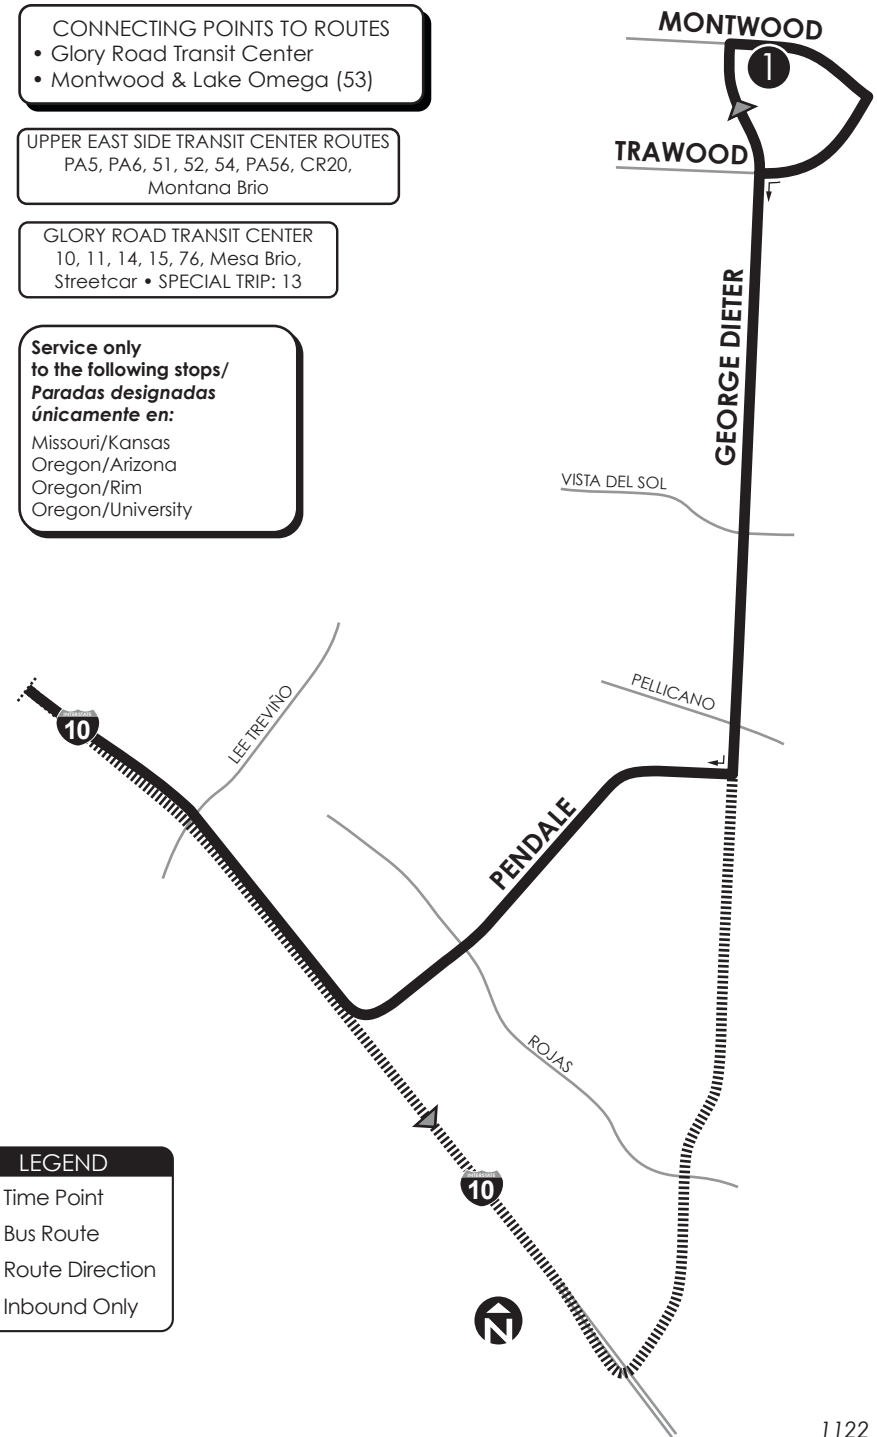 CONNECTING POINTS TO ROUTES
• Glory Road Transit Center
• Montwood & Lake Omega (53)
UPPER EAST SIDE TRANSIT CENTER ROUTES
PA5, PA6, 51, 52, 54, PA56, CR20,
Montana Brio
GLORY ROAD TRANSIT CENTER
10, 11, 14, 15, 76, Mesa Brio,
Streetcar • SPECIAL TRIP: 13
Service only
to the following stops/
Paradas designadas
únicamente en:
Missouri/Kansas
Oregon/Arizona
Oregon/Rim
Oregon/University
MONTWOOD
1
TRAWOOD
GEORGE DIETER
VISTA DEL SOL
PELLICANO
LEE TREVIÑO
INTERSTATE
10
PENDALE
ROJAS
INTERSTATE
10
N
LEGEND
Time Point
Bus Route
Route Direction
Inbound Only
1122